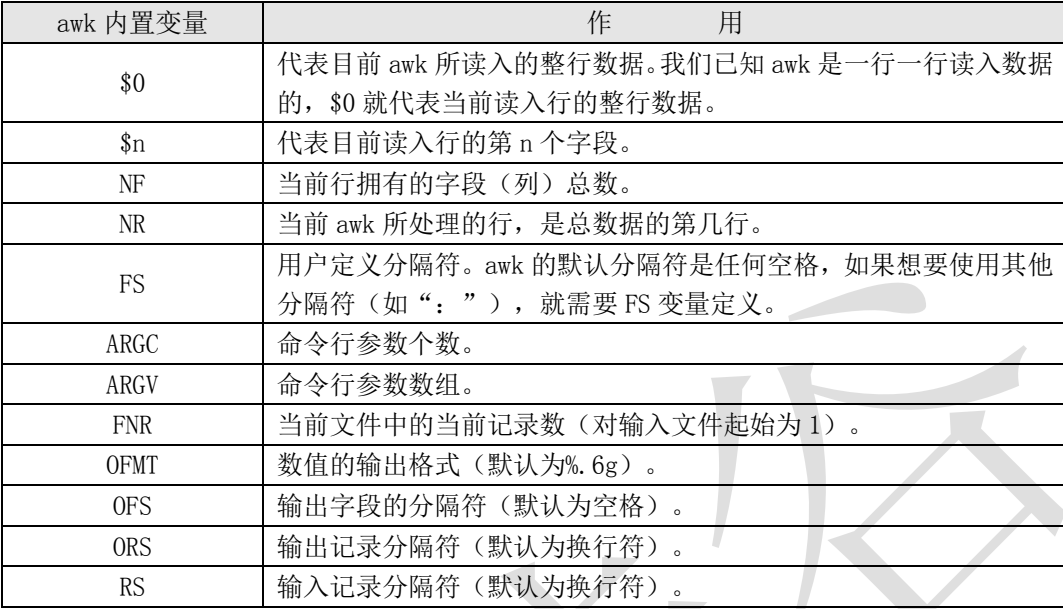 awk 内置变量 作 用
$0 代表目前 awk 所读入的整行数据。我们已知 awk 是一行一行读入数据
的，$0 就代表当前读入行的整行数据。
$n 代表目前读入行的第 n 个字段。
NF 当前行拥有的字段（列）总数。
NR 当前 awk 所处理的行，是总数据的第几行。
FS 用户定义分隔符。awk 的默认分隔符是任何空格，如果想要使用其他
分隔符（如“：”），就需要 FS 变量定义。
ARGC 命令行参数个数。
ARGV 命令行参数数组。
FNR 当前文件中的当前记录数（对输入文件起始为 1）。
OFMT 数值的输出格式（默认为%.6g）。
OFS 输出字段的分隔符（默认为空格）。
ORS 输出记录分隔符（默认为换行符）。
RS 输入记录分隔符（默认为换行符）。